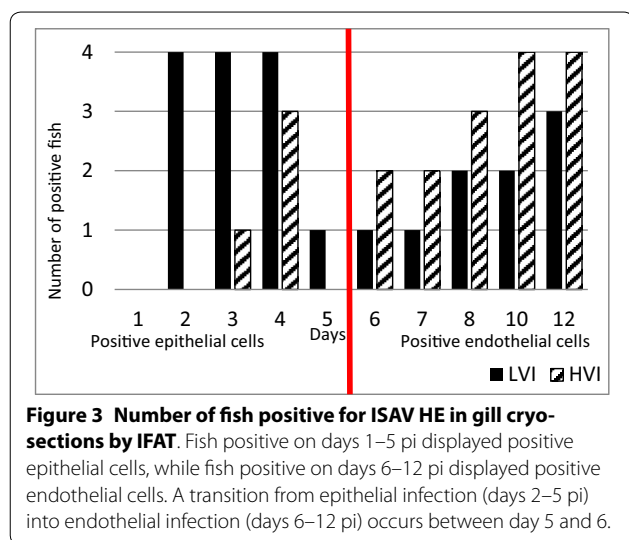 4
3
2
1
0
Number of positive fish
1 2 3 4 5 6 7 8 10 12
Positive epithelial cells Days Positive endothelial cells
LVI HVI
Figure 3 Number of fish positive for ISAV HE in gill cryo-
sections by IFAT. Fish positive on days 1–5 pi displayed positive
epithelial cells, while fish positive on days 6–12 pi displayed positive
endothelial cells. A transition from epithelial infection (days 2–5 pi)
into endothelial infection (days 6–12 pi) occurs between day 5 and 6.